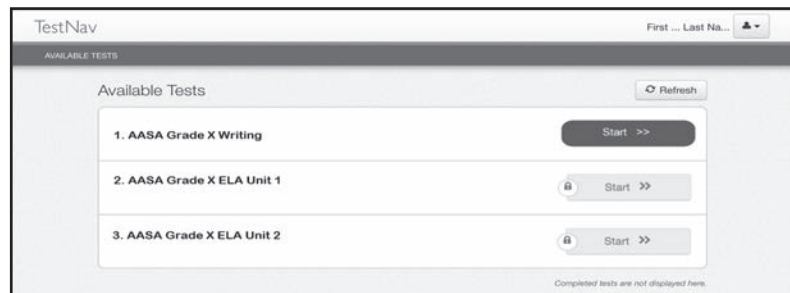 TestNav
First ... Last Na...
AVAILABLE TESTS
Available Tests
Refresh
1. AASA Grade X Writing
Start >>
2. AASA Grade X ELA Unit 1
Start >>
3. AASA Grade X ELA Unit 2
Start >>
Completed tests are not displayed here.